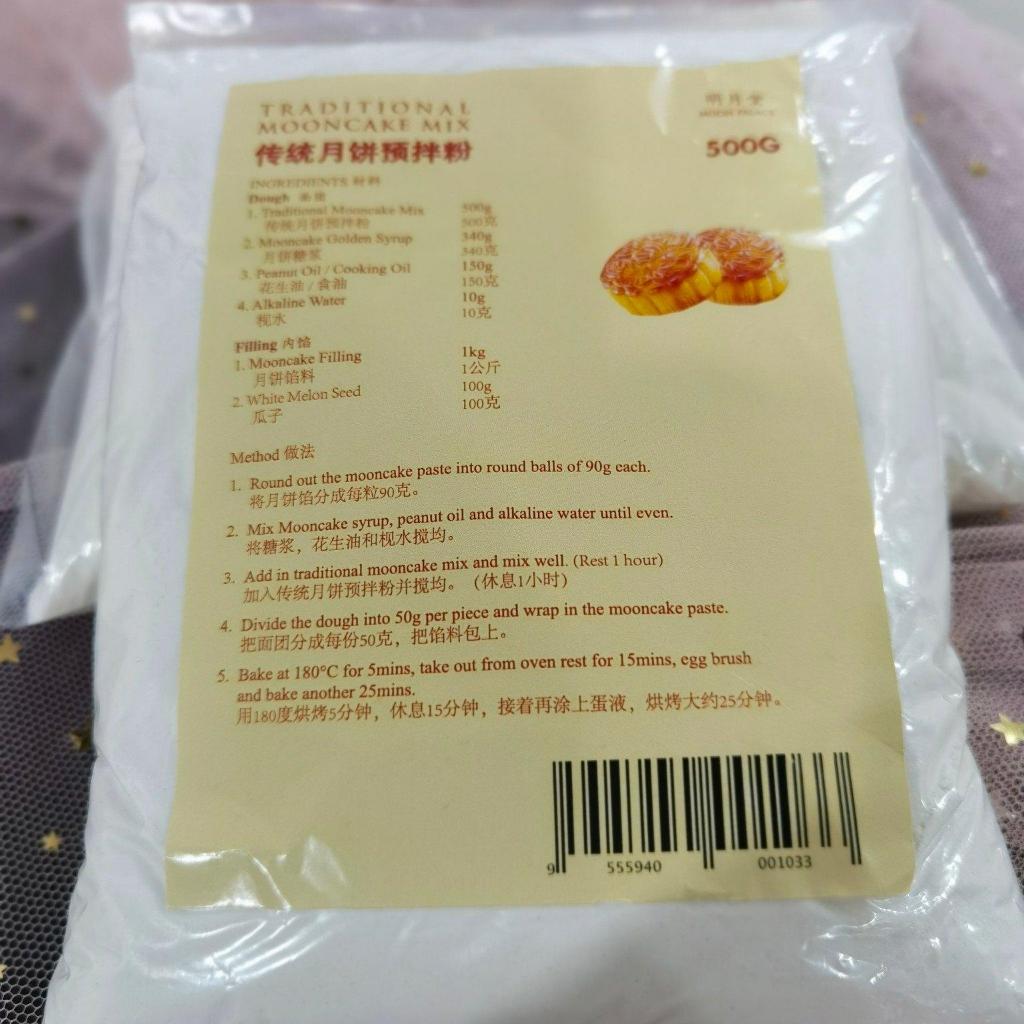 TRADITIONAL
MOONCAKE MIX
传统月饼预拌粉
明月堂
MOON PALACE
500G
INGREDIENTS 材料
Dough
1. Traditional Mooncake Mix 500g
传统月饼预拌粉 500克
2. Mooncake Golden Syrup 340g
月饼糖浆 340克
3. Peanut Oil / Cooking Oil 150g
花生油 / 食油 150克
4. Alkaline Water 10g
枧水 10克
Filling 内馅
1. Mooncake Filling 1kg
月饼馅料 1公斤
2. White Melon Seed 100g
瓜子 100克
Method 做法
1. Round out the mooncake paste into round balls of 90g each.
将月饼馅分成每粒90克。
2. Mix Mooncake syrup, peanut oil and alkaline water until even.
将糖浆，花生油和枧水搅均。
3. Add in traditional mooncake mix and mix well. (Rest 1 hour)
加入传统月饼预拌粉并搅均。（休息1小时）
4. Divide the dough into 50g per piece and wrap in the mooncake paste.
把面团分成每份50克，把馅料包上。
5. Bake at 180°C for 5mins, take out from oven rest for 15mins, egg brush
and bake another 25mins.
用180度烘烤5分钟，休息15分钟，接着再涂上蛋液，烘烤大约25分钟。
9 555940 001033